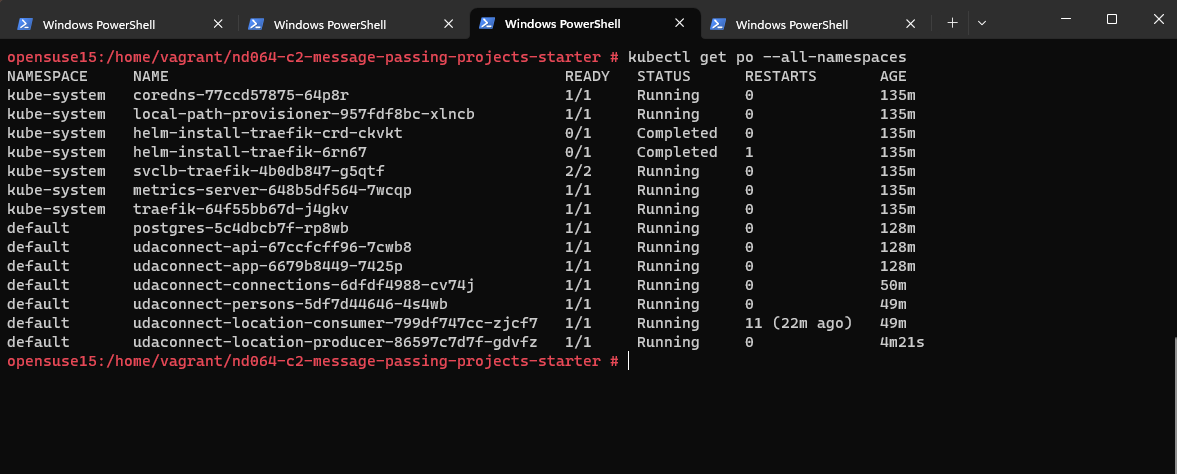 Windows PowerShell Windows PowerShell Windows PowerShell Windows PowerShell
opensuse15:/home/vagrant/nd064-c2-message-passing-projects-starter # kubectl get po --all-namespaces
NAMESPACE NAME READY STATUS RESTARTS AGE
kube-system coredns-77ccd57875-64p8r 1/1 Running 0 135m
kube-system local-path-provisioner-957fdf8bc-xlncb 1/1 Running 0 135m
kube-system helm-install-traefik-crd-ckvkt 0/1 Completed 0 135m
kube-system helm-install-traefik-6rn67 0/1 Completed 1 135m
kube-system svclb-traefik-4b0db847-g5qtf 2/2 Running 0 135m
kube-system metrics-server-648b5df564-7wcqp 1/1 Running 0 135m
kube-system traefik-64f55bb67d-j4gkv 1/1 Running 0 135m
default postgres-5c4dbcb7f-rp8wb 1/1 Running 0 128m
default udaconnect-api-67ccfcff96-7cwb8 1/1 Running 0 128m
default udaconnect-app-6679b8449-7425p 1/1 Running 0 128m
default udaconnect-connections-6dfdf4988-cv74j 1/1 Running 0 50m
default udaconnect-persons-5df7d44646-4s4wb 1/1 Running 0 49m
default udaconnect-location-consumer-799df747cc-zjcf7 1/1 Running 11 (22m ago) 49m
default udaconnect-location-producer-86597c7d7f-gdvfz 1/1 Running 0 4m21s
opensuse15:/home/vagrant/nd064-c2-message-passing-projects-starter #